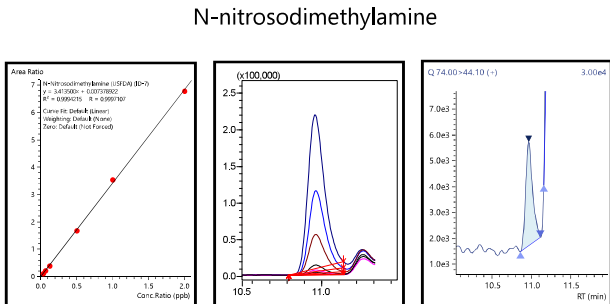 N-nitrosodimethylamine
Area Ratio
N-Nitrosodimethylamine (USFDA) (ID-7)
y = 3.413500x + 0.007378922
R² = 0.9994215 R = 0.9997107
Curve Fit: Default (Linear)
Weighting: Default (None)
Zero: Default (Not Forced)
7
6
5
4
3
2
1
0
0.0 0.5 1.0 1.5 2.0
Conc.Ratio (ppb)
(x100,000)
2.5
2.0
1.5
1.0
0.5
0.0
10.5 11.0
Q 74.00>44.10 (+) 3.00e4
7.0e3
6.0e3
5.0e3
4.0e3
3.0e3
2.0e3
1.0e3
10.5 11.0 11.5
RT (min)